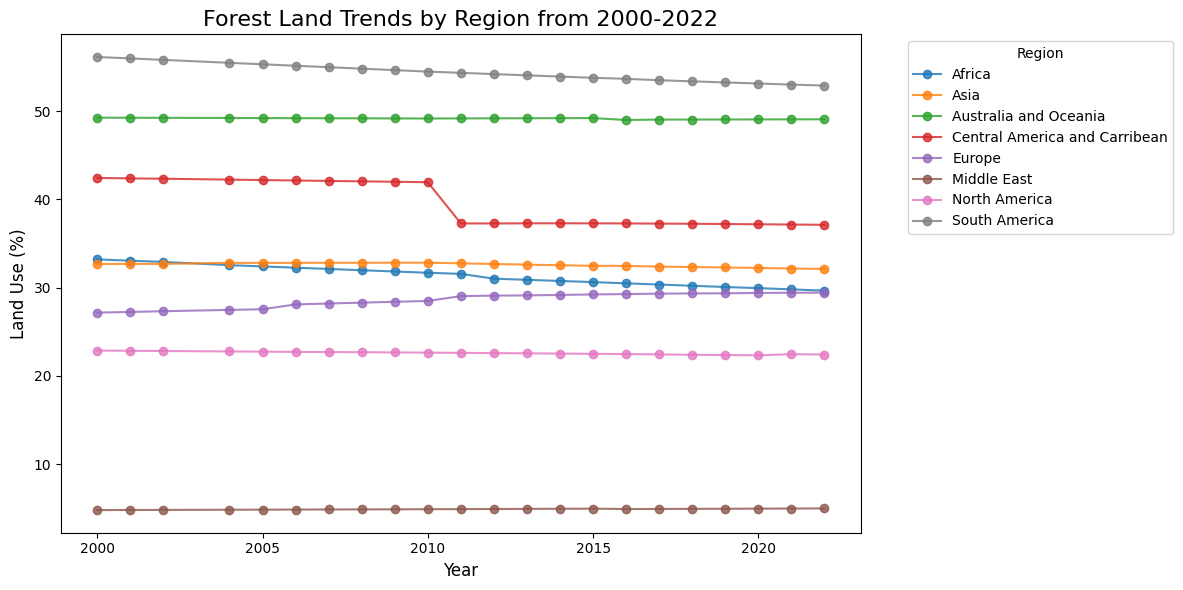 Forest Land Trends by Region from 2000-2022
Land Use (%)
50
40
30
20
10
2000 2005 2010 2015 2020
Year
Region
Africa
Asia
Australia and Oceania
Central America and Carribean
Europe
Middle East
North America
South America